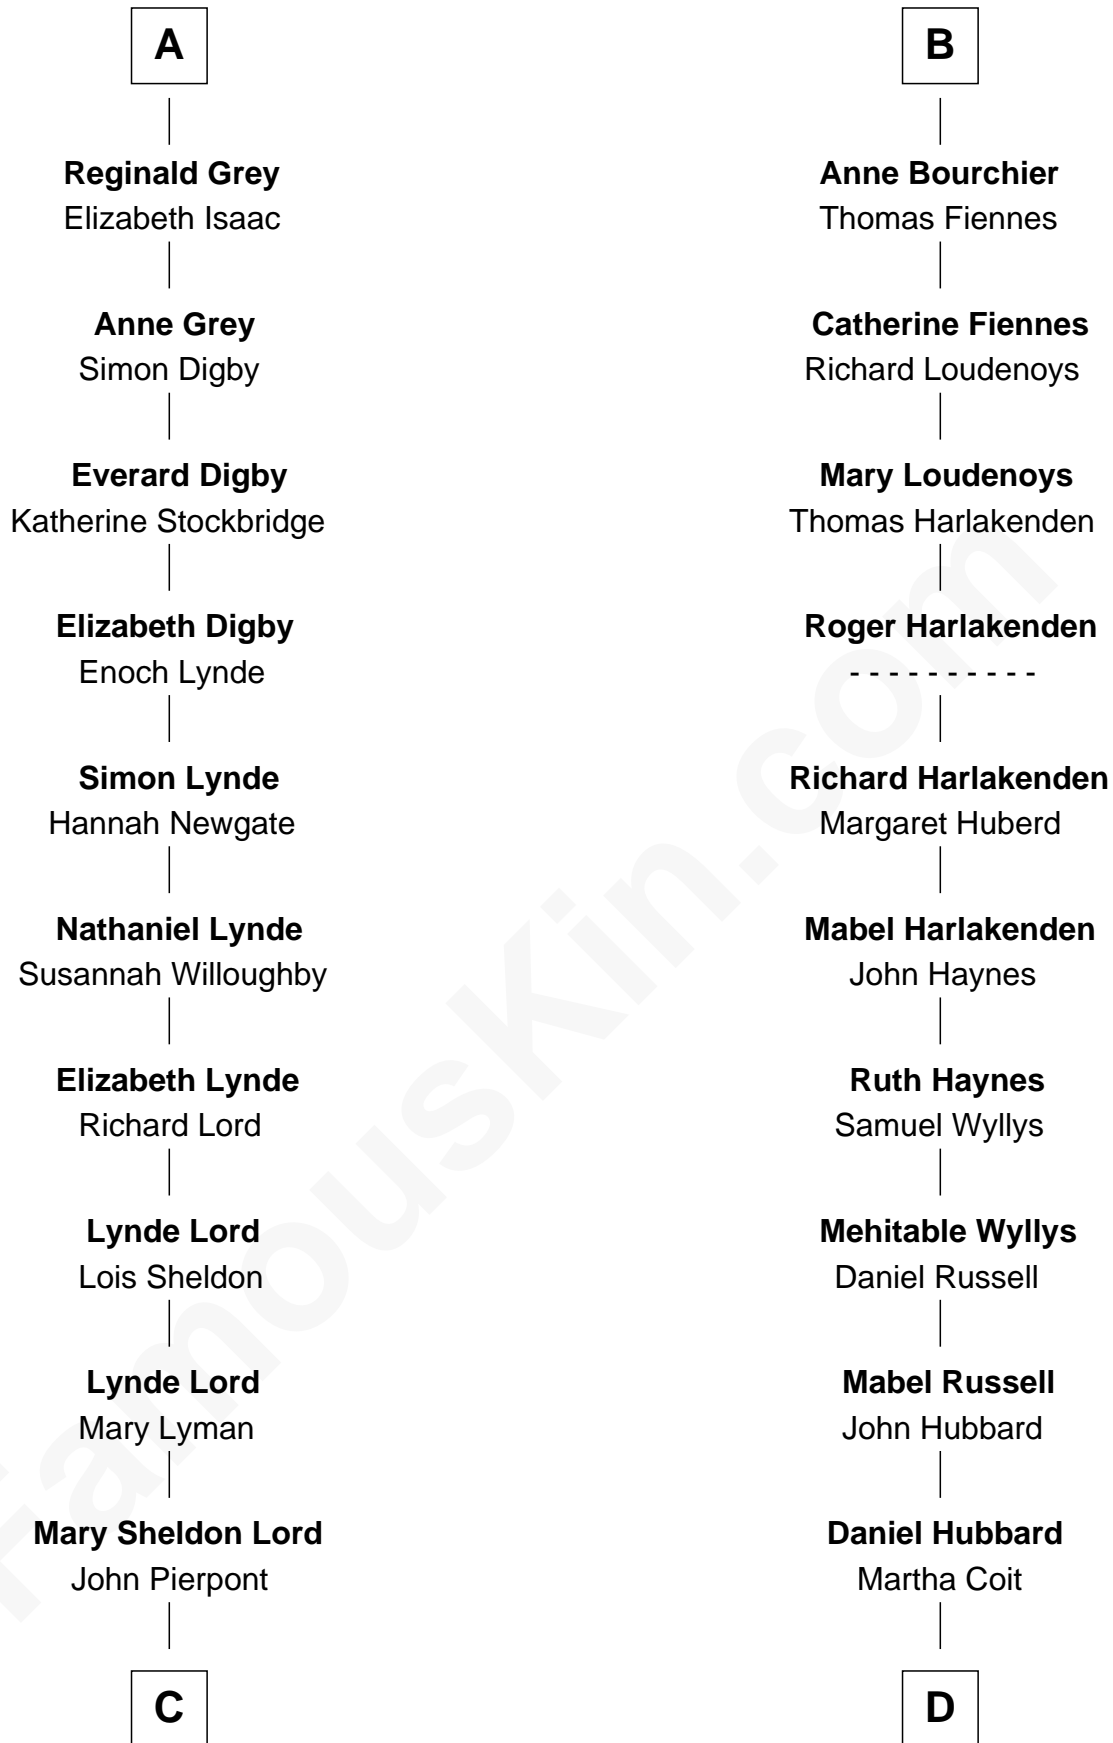 A
Reginald Grey
Elizabeth Isaac
Anne Grey
Simon Digby
Everard Digby
Katherine Stockbridge
Elizabeth Digby
Enoch Lynde
Simon Lynde
Hannah Newgate
Nathaniel Lynde
Susannah Willoughby
Elizabeth Lynde
Richard Lord
Lynde Lord
Lois Sheldon
Lynde Lord
Mary Lyman
Mary Sheldon Lord
John Pierpont
C
B
Anne Bourchier
Thomas Fiennes
Catherine Fiennes
Richard Loudenoys
Mary Loudenoys
Thomas Harlakenden
Roger Harlakenden
- - - - - - - - - -
Richard Harlakenden
Margaret Huberd
Mabel Harlakenden
John Haynes
Ruth Haynes
Samuel Wyllys
Mehitable Wyllys
Daniel Russell
Mabel Russell
John Hubbard
Daniel Hubbard
Martha Coit
D
FamousKin.com